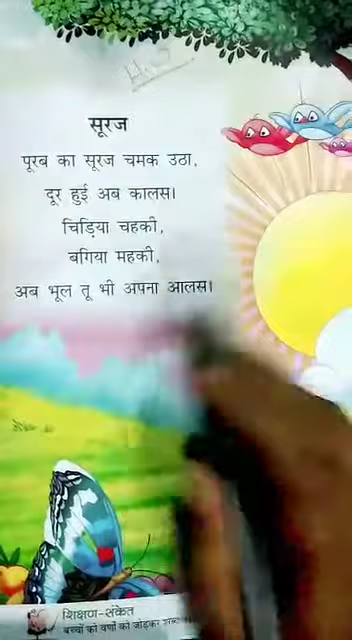 सूरज
पूरब का सूरज चमक उठा,
दूर हुई अब कालस।
चिड़िया चहकी,
बगिया महकी,
अब भूल तू भी अपना आलस।
शिक्षण-संकेत
बच्चों को वर्णों को जोड़कर